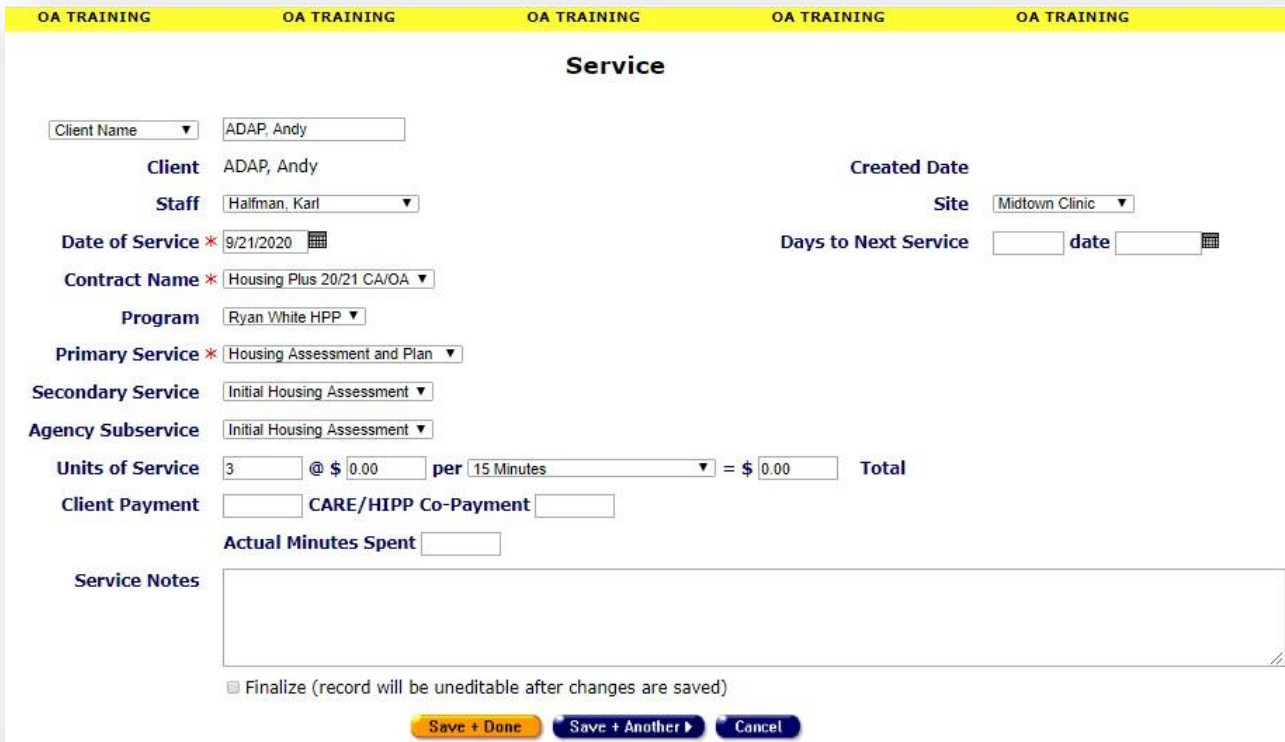 OA TRAINING OA TRAINING OA TRAINING OA TRAINING OA TRAINING
Service
Client Name ADAP, Andy
Client ADAP, Andy Created Date
Staff Halfman, Karl Site Midtown Clinic
Date of Service * 9/21/2020 Days to Next Service date
Contract Name * Housing Plus 20/21 CA/OA
Program Ryan White HPP
Primary Service * Housing Assessment and Plan
Secondary Service Initial Housing Assessment
Agency Subservice Initial Housing Assessment
Units of Service 3 @ $ 0.00 per 15 Minutes = $ 0.00 Total
Client Payment CARE/HIPP Co-Payment
Actual Minutes Spent
Service Notes
Finalize (record will be uneditable after changes are saved)
Save + Done Save + Another Cancel